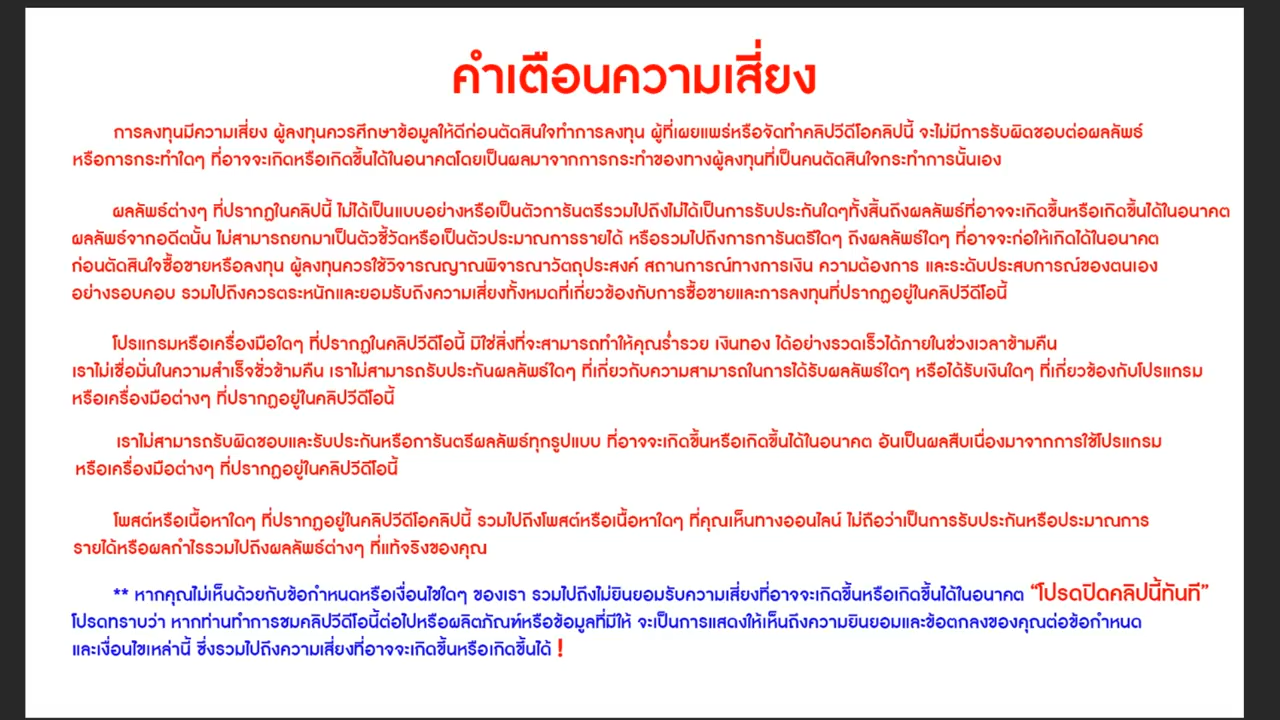 คำเตือนความเสี่ยง
การลงทุนมีความเสี่ยง ผู้ลงทุนควรศึกษาข้อมูลให้ดีก่อนตัดสินใจทำการลงทุน ผู้ที่เผยแพร่หรือจัดทำคลิปวีดีโอคลิปนี้ จะไม่มีการรับผิดชอบต่อผลลัพธ์
หรือการกระทำใดๆ ที่อาจจะเกิดหรือเกิดขึ้นได้ในอนาคตโดยเป็นผลมาจากการกระทำของทางผู้ลงทุนที่เป็นคนตัดสินใจกระทำการนั้นเอง
ผลลัพธ์ต่างๆ ที่ปรากฏในคลิปนี้ ไม่ได้เป็นแบบอย่างหรือเป็นตัวการันตรีรวมไปถึงไม่ได้เป็นการรับประกันใดๆทั้งสิ้นถึงผลลัพธ์ที่อาจจะเกิดขึ้นหรือเกิดขึ้นได้ในอนาคต
ผลลัพธ์จากอดีตนั้น ไม่สามารถยกมาเป็นตัวชี้วัดหรือเป็นตัวประมาณการรายได้ หรือรวมไปถึงการการันตรีใดๆ ถึงผลลัพธ์ใดๆ ที่อาจจะก่อให้เกิดได้ในอนาคต
ก่อนตัดสินใจซื้อขายหรือลงทุน ผู้ลงทุนควรใช้วิจารณญาณพิจารณาวัตถุประสงค์ สถานการณ์ทางการเงิน ความต้องการ และระดับประสบการณ์ของตนเอง
อย่างรอบคอบ รวมไปถึงควรตระหนักและยอมรับถึงความเสี่ยงทั้งหมดที่เกี่ยวข้องกับการซื้อขายและการลงทุนที่ปรากฏอยู่ในคลิปวีดีโอนี้
โปรแกรมหรือเครื่องมือใดๆ ที่ปรากฏในคลิปวีดีโอนี้ มิใช่สิ่งที่จะสามารถทำให้คุณร่ำรวย เงินทอง ได้อย่างรวดเร็วได้ภายในช่วงเวลาข้ามคืน
เราไม่เชื่อมั่นในความสำเร็จชั่วข้ามคืน เราไม่สามารถรับประกันผลลัพธ์ใดๆ ที่เกี่ยวกับความสามารถในการได้รับผลลัพธ์ใดๆ หรือได้รับเงินใดๆ ที่เกี่ยวข้องกับโปรแกรม
หรือเครื่องมือต่างๆ ที่ปรากฏอยู่ในคลิปวีดีโอนี้
เราไม่สามารถรับผิดชอบและรับประกันหรือการันตรีผลลัพธ์ทุกรูปแบบ ที่อาจจะเกิดขึ้นหรือเกิดขึ้นได้ในอนาคต อันเป็นผลสืบเนื่องมาจากการใช้โปรแกรม
หรือเครื่องมือต่างๆ ที่ปรากฏอยู่ในคลิปวีดีโอนี้
โพสต์หรือเนื้อหาใดๆ ที่ปรากฏอยู่ในคลิปวีดีโอคลิปนี้ รวมไปถึงโพสต์หรือเนื้อหาใดๆ ที่คุณเห็นทางออนไลน์ ไม่ถือว่าเป็นการรับประกันหรือประมาณการ
รายได้หรือผลกำไรรวมไปถึงผลลัพธ์ต่างๆ ที่แท้จริงของคุณ
** หากคุณไม่เห็นด้วยกับข้อกำหนดหรือเงื่อนไขใดๆ ของเรา รวมไปถึงไม่ยินยอมรับความเสี่ยงที่อาจจะเกิดขึ้นหรือเกิดขึ้นได้ในอนาคต “โปรดปิดคลิปนี้ทันที”
โปรดทราบว่า หากท่านทำการชมคลิปวีดีโอนี้ต่อไปหรือผลิตภัณฑ์หรือข้อมูลที่มีให้ จะเป็นการแสดงให้เห็นถึงความยินยอมและข้อตกลงของคุณต่อข้อกำหนด
และเงื่อนไขเหล่านี้ ซึ่งรวมไปถึงความเสี่ยงที่อาจจะเกิดขึ้นหรือเกิดขึ้นได้ !